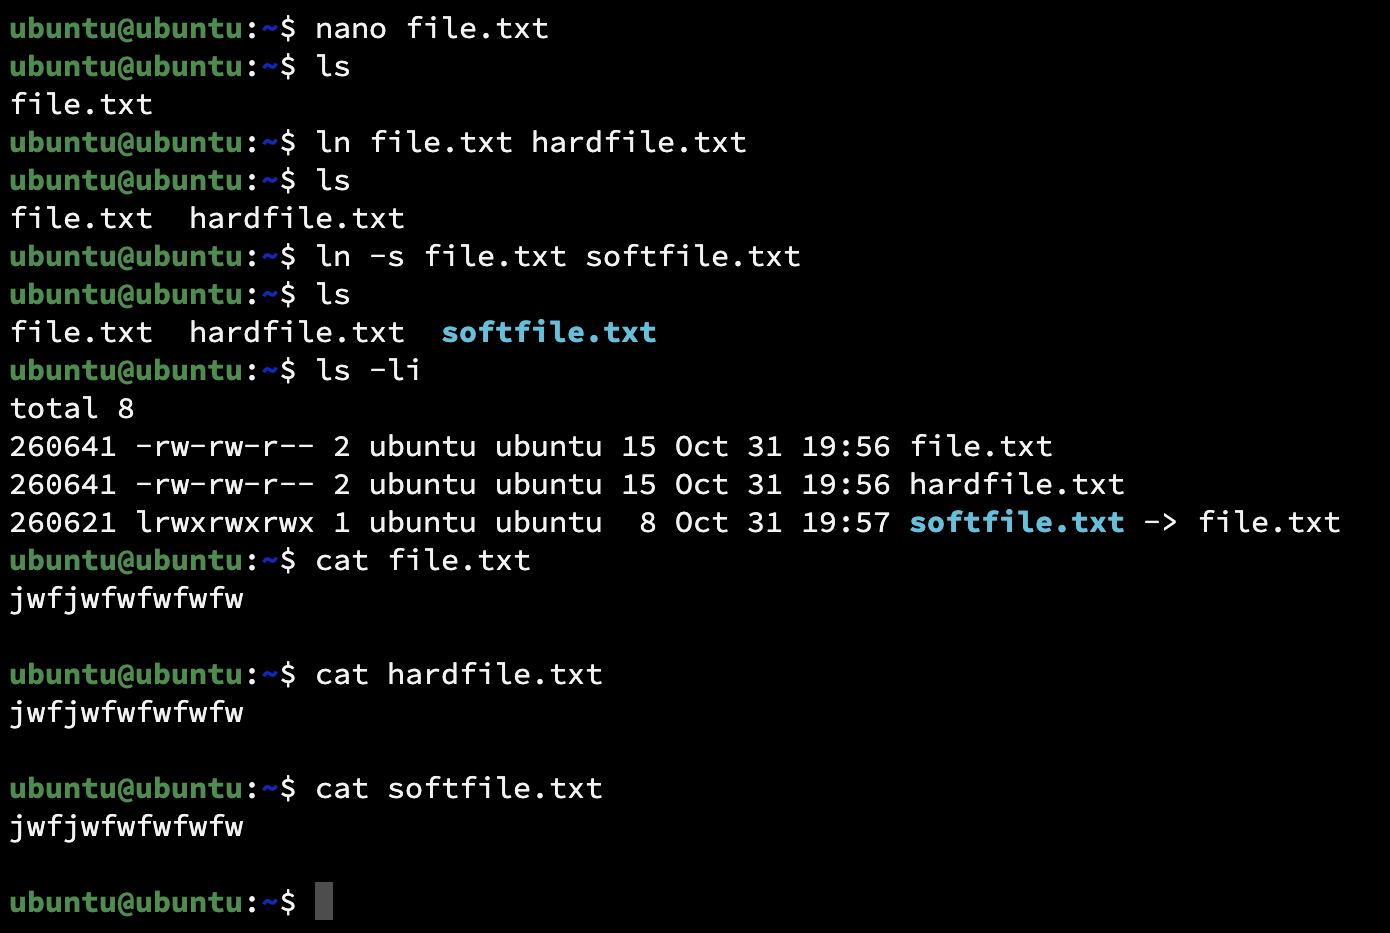 ubuntu@ubuntu:~$ nano file.txt
ubuntu@ubuntu:~$ ls
file.txt
ubuntu@ubuntu:~$ ln file.txt hardfile.txt
ubuntu@ubuntu:~$ ls
file.txt  hardfile.txt
ubuntu@ubuntu:~$ ln -s file.txt softfile.txt
ubuntu@ubuntu:~$ ls
file.txt  hardfile.txt  softfile.txt
ubuntu@ubuntu:~$ ls -li
total 8
260641 -rw-rw-r-- 2 ubuntu ubuntu 15 Oct 31 19:56 file.txt
260641 -rw-rw-r-- 2 ubuntu ubuntu 15 Oct 31 19:56 hardfile.txt
260621 lrwxrwxrwx 1 ubuntu ubuntu  8 Oct 31 19:57 softfile.txt -> file.txt
ubuntu@ubuntu:~$ cat file.txt
jwfjwfwfwfwfw
ubuntu@ubuntu:~$ cat hardfile.txt
jwfjwfwfwfwfw
ubuntu@ubuntu:~$ cat softfile.txt
jwfjwfwfwfwfw
ubuntu@ubuntu:~$